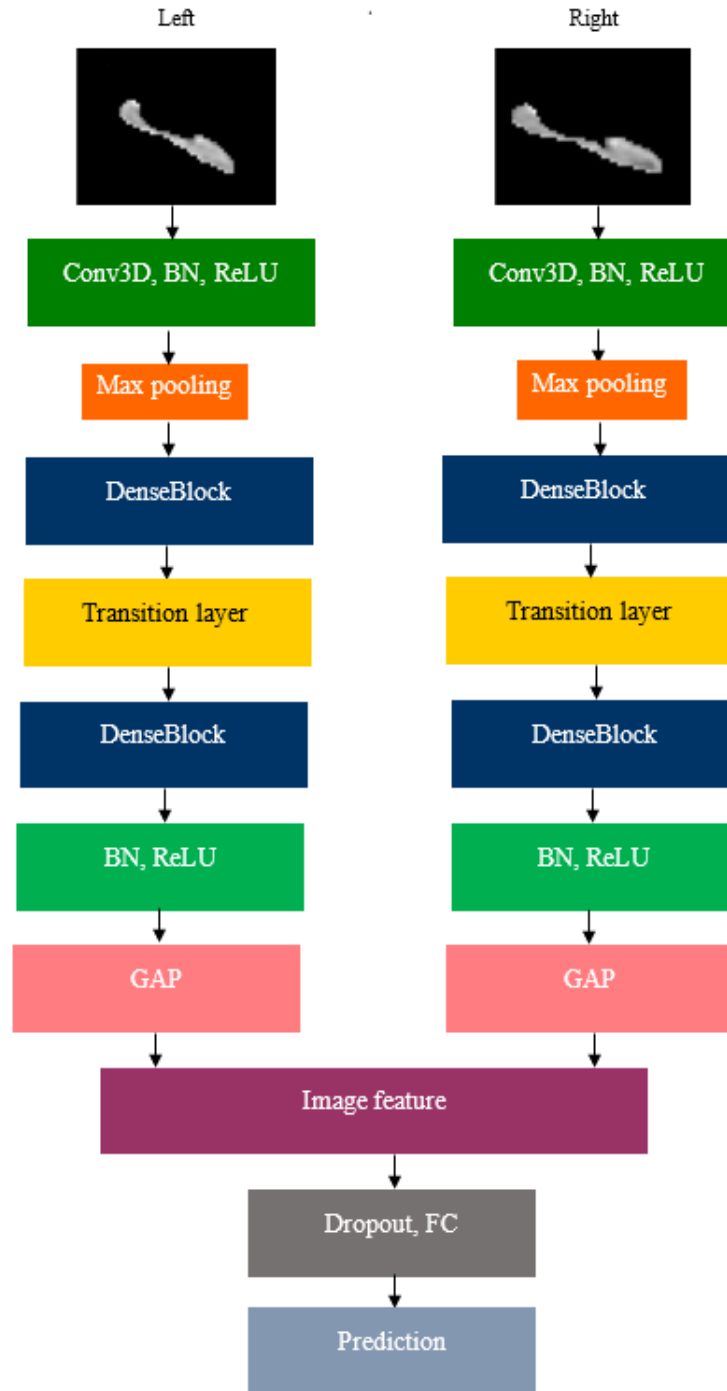 Left
Right
Conv3D, BN, ReLU
Conv3D, BN, ReLU
Max pooling
Max pooling
DenseBlock
DenseBlock
Transition layer
Transition layer
DenseBlock
DenseBlock
BN, ReLU
BN, ReLU
GAP
GAP
Image feature
Dropout, FC
Prediction